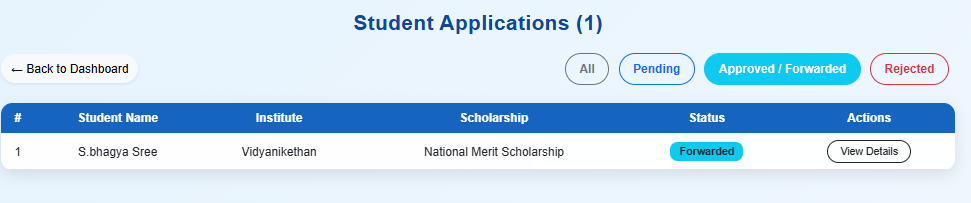 Student Applications (1)
← Back to Dashboard All Pending Approved / Forwarded Rejected
# Student Name Institute Scholarship Status Actions
1 S.bhagya Sree Vidyanikethan National Merit Scholarship Forwarded View Details